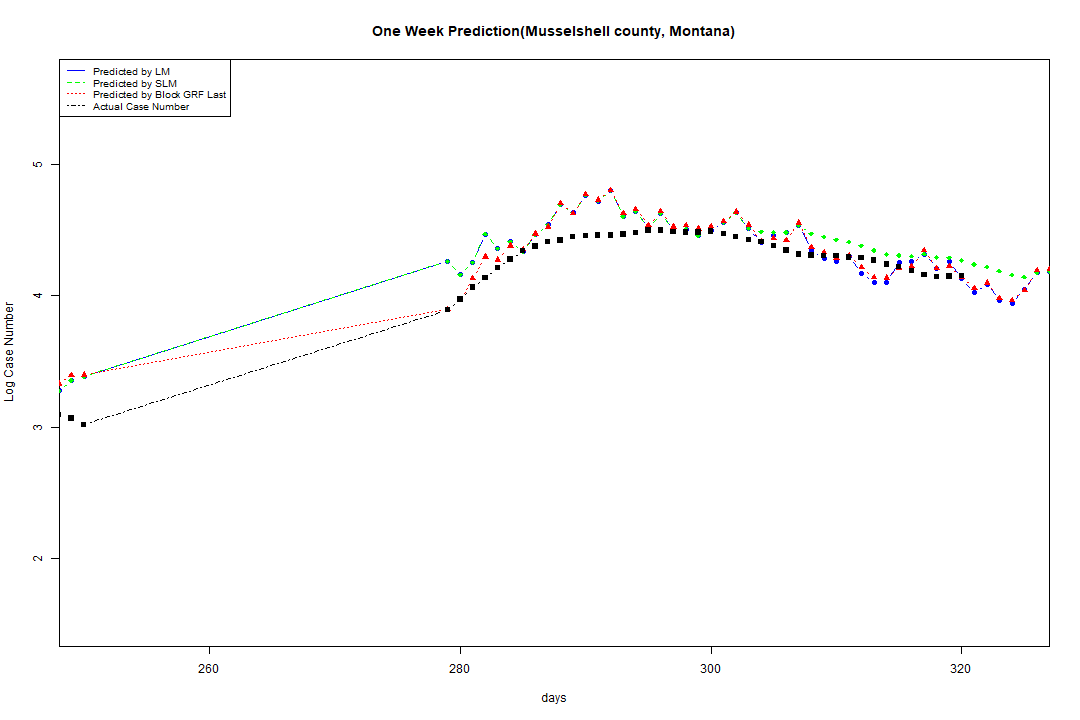 One Week Prediction(Musselshell county, Montana)
Predicted by LM
Predicted by SLM
Predicted by Block GRF Last
Actual Case Number
5
4
3
2
Log Case Number
260 280 300 320
days